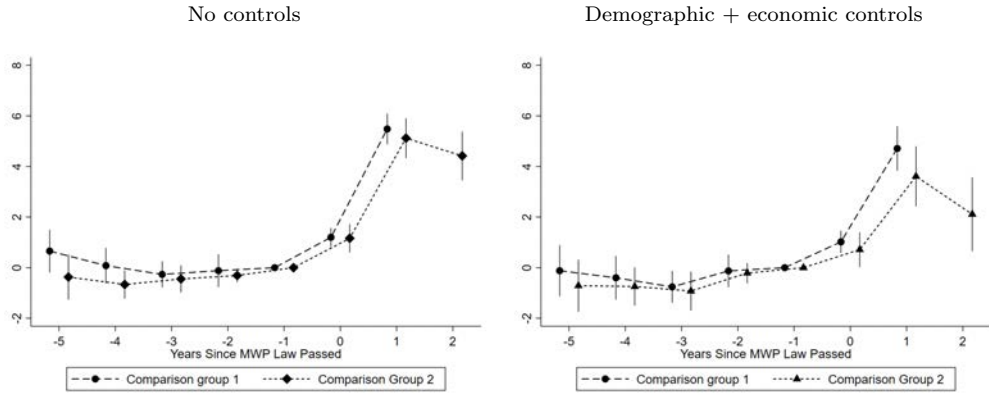 No controls
8
6
4
2
0
-2
-5 -4 -3 -2 -1 0 1 2
Years Since MWP Law Passed
Comparison group 1 Comparison Group 2
Demographic + economic controls
8
6
4
2
0
-2
-5 -4 -3 -2 -1 0 1 2
Years Since MWP Law Passed
Comparison group 1 Comparison Group 2